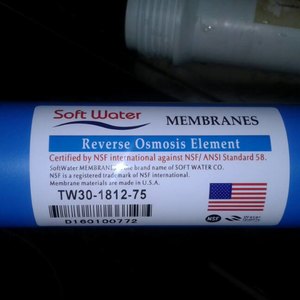 Soft Water MEMBRANES
Reverse Osmosis Element
Certified by NSF international against NSF/ ANSI Standard 58.
SoftWater MEMBRANES is the brand name of SOFT WATER CO.
NSF is a registered trademark of NSF international.
Membrane materials are made in U.S.A.
TW30-1812-75
D160100772
NSF